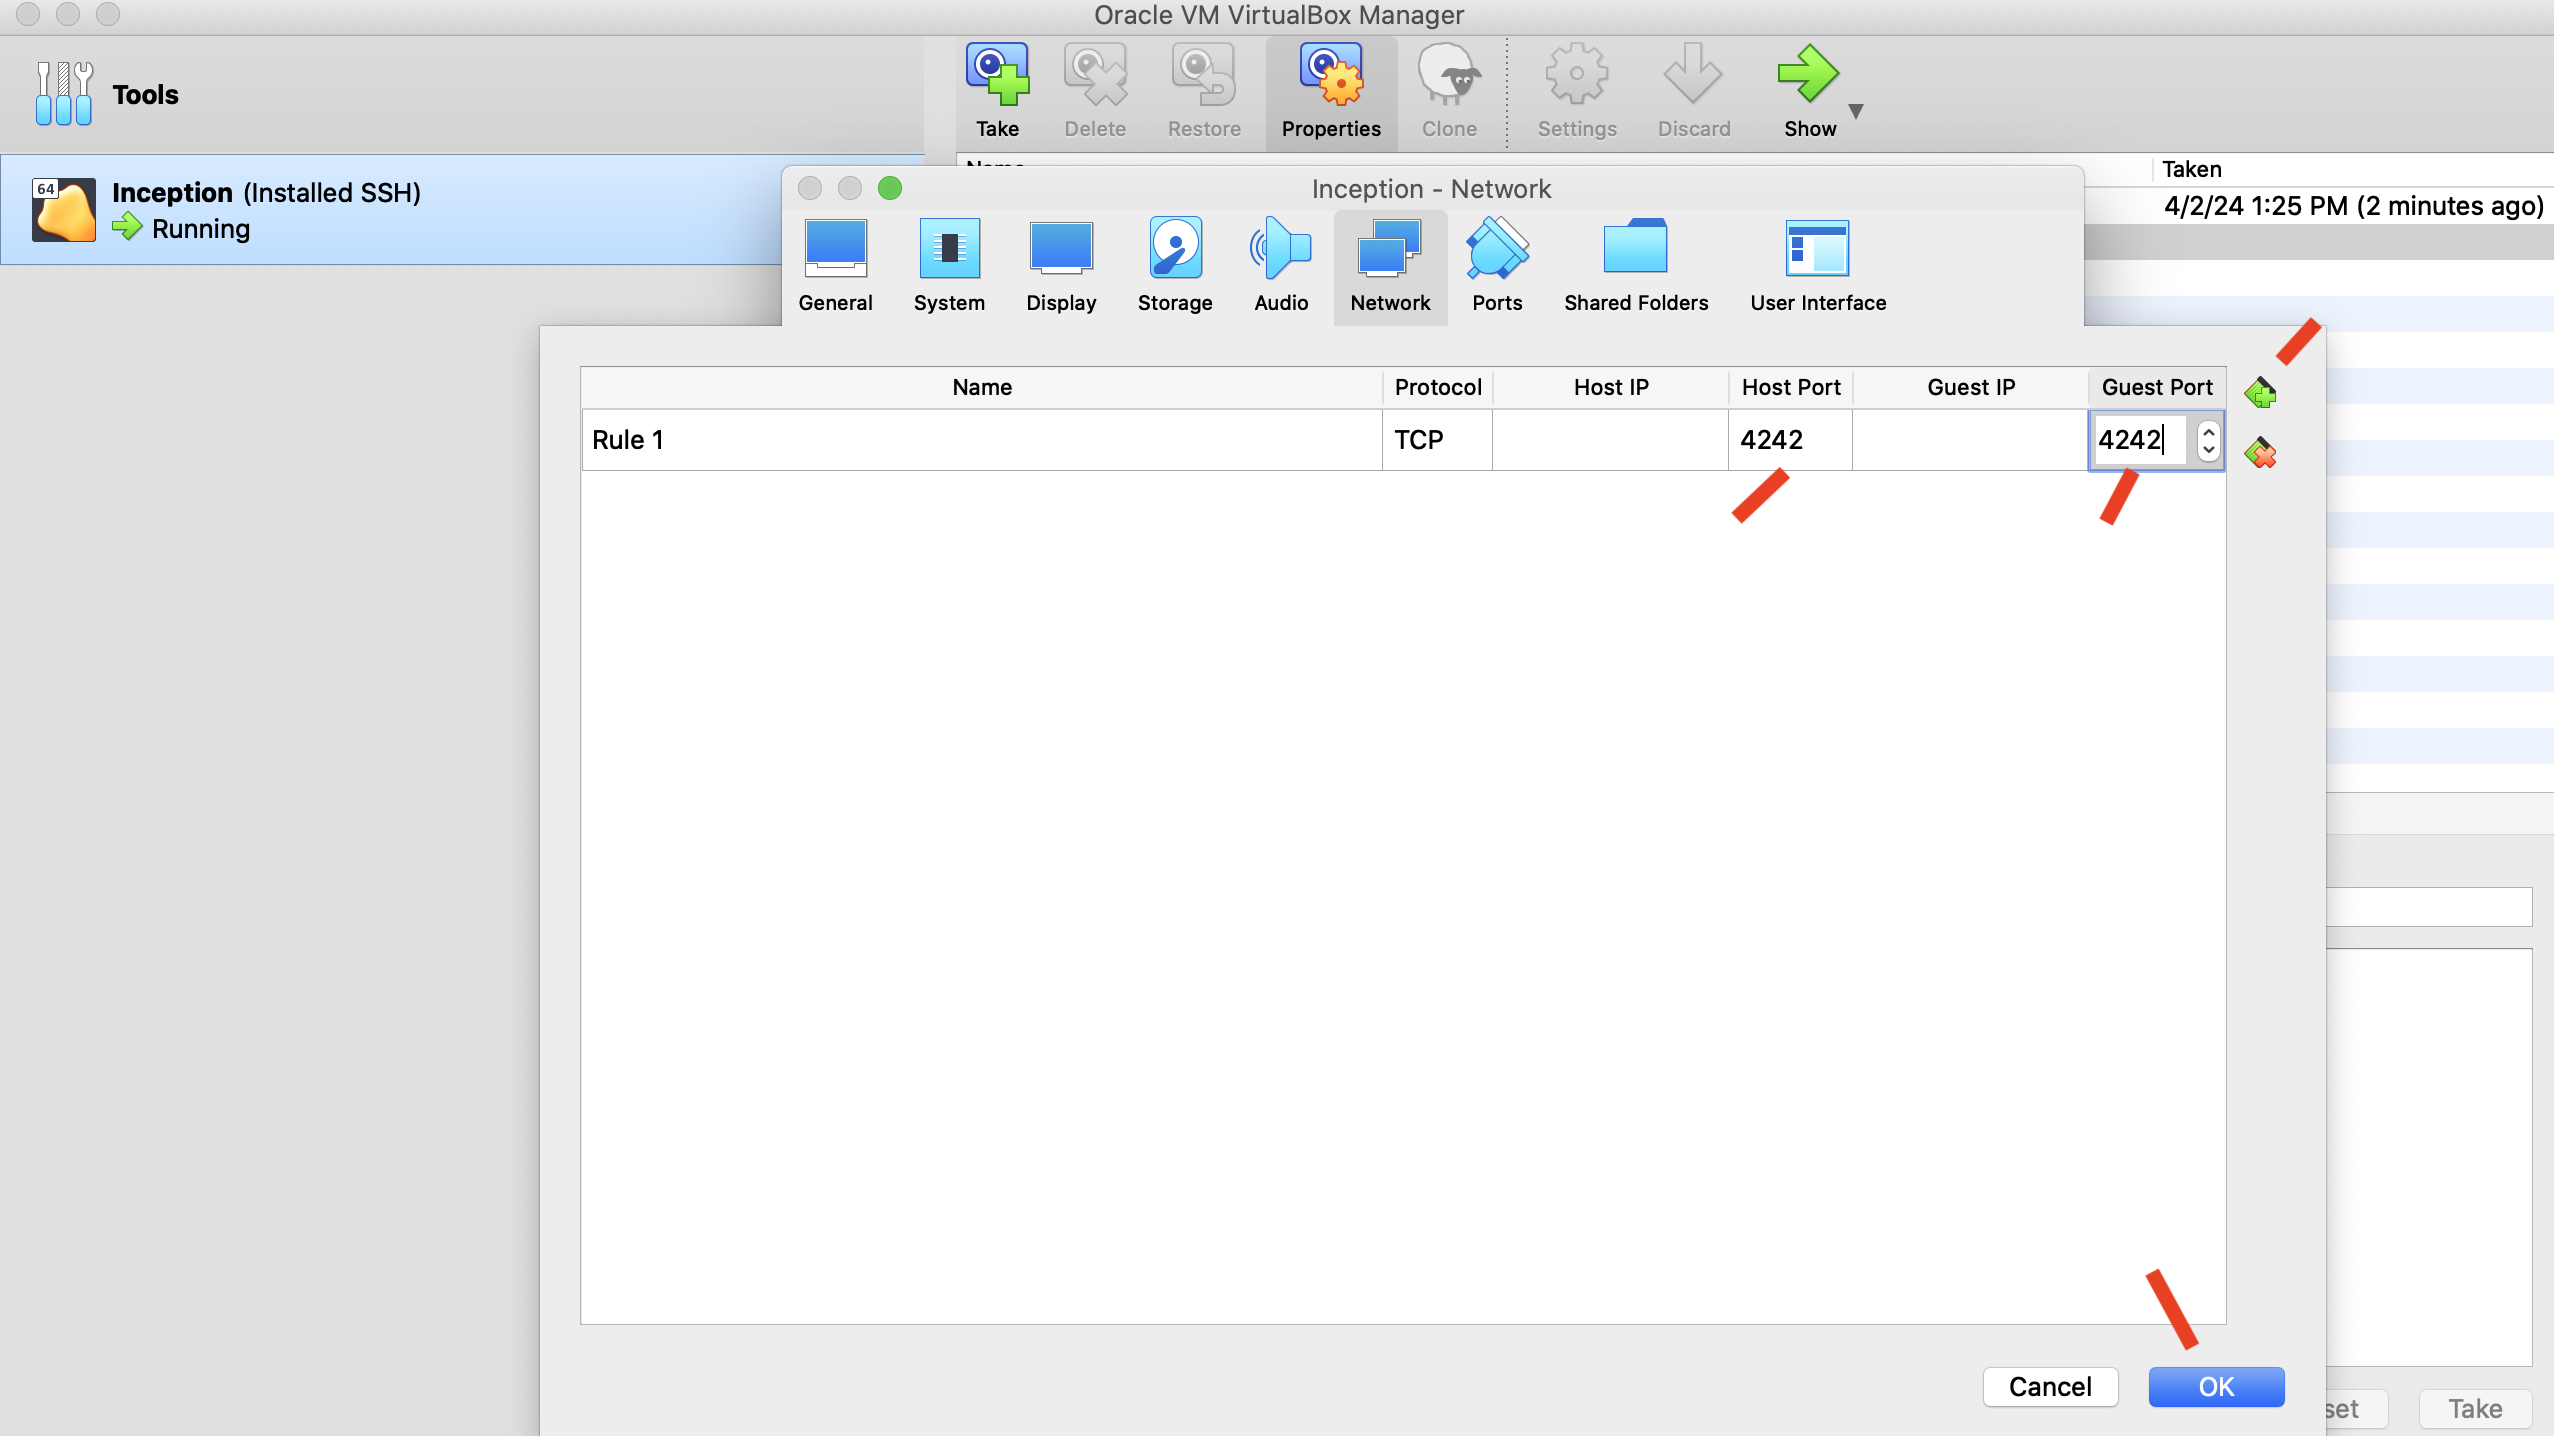 Oracle VM VirtualBox Manager
Tools
Take
Delete
Restore
Properties
Clone
Settings
Discard
Show
64
Inception (Installed SSH)
Running
Name
Taken
4/2/24 1:25 PM (2 minutes ago)
Inception - Network
General
System
Display
Storage
Audio
Network
Ports
Shared Folders
User Interface
Name
Protocol
Host IP
Host Port
Guest IP
Guest Port
Rule 1
TCP
4242
4242
Cancel
OK
set
Take